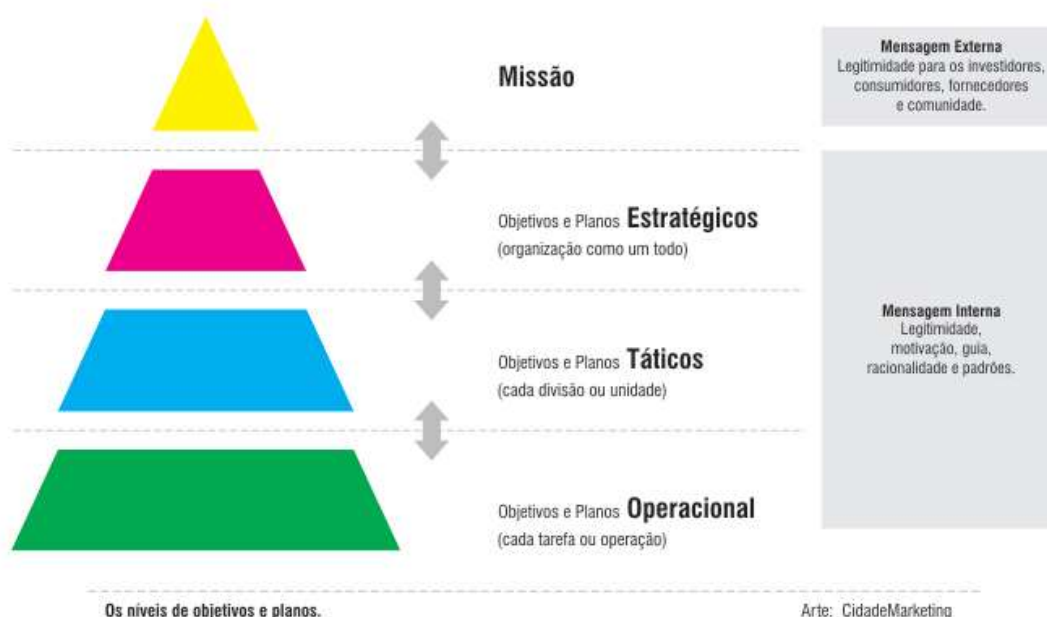 Missão
Mensagem Externa
Legitimidade para os investidores,
consumidores, fornecedores
e comunidade.
Objetivos e Planos Estratégicos
(organização como um todo)
Objetivos e Planos Táticos
(cada divisão ou unidade)
Mensagem Interna
Legitimidade,
motivação, guia,
racionalidade e padrões.
Objetivos e Planos Operacional
(cada tarefa ou operação)
Os níveis de objetivos e planos.
Arte: CidadeMarketing